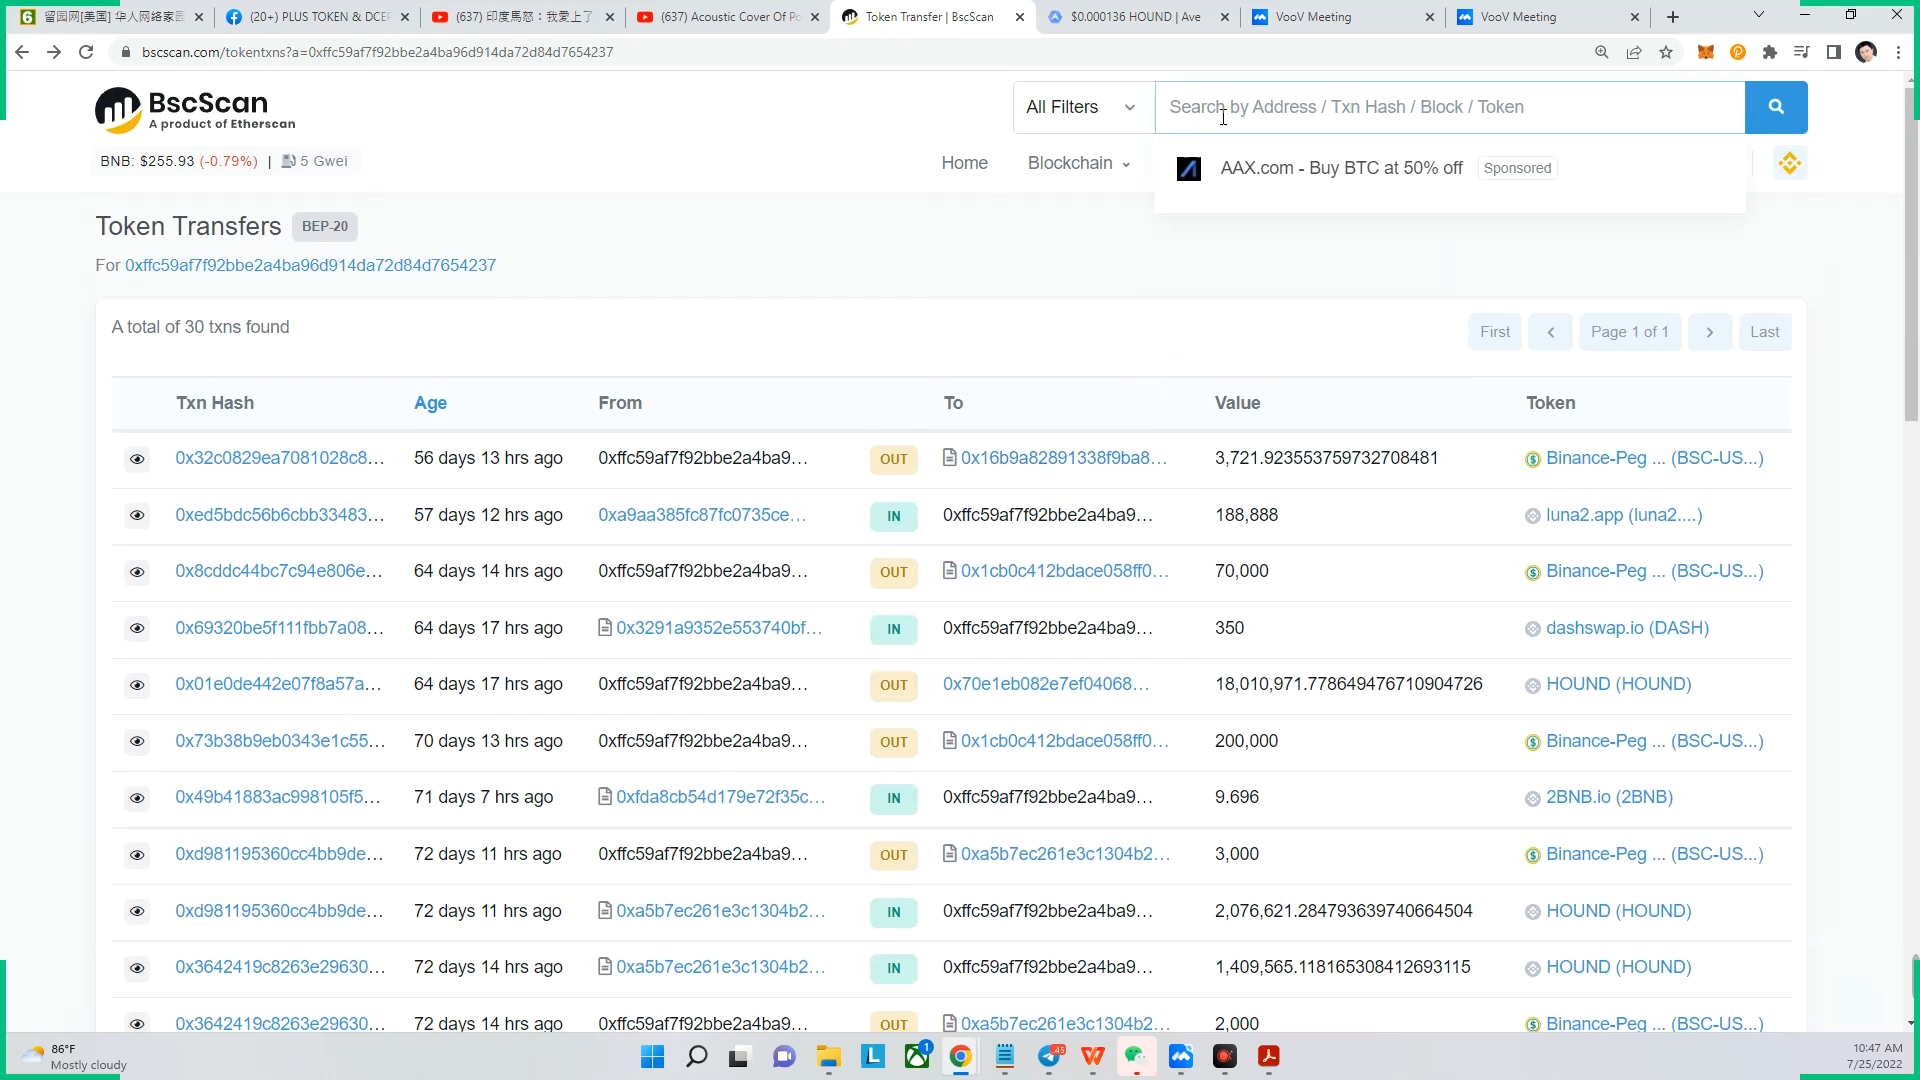 留园网[美国] 华人网络家园
(20+) PLUS TOKEN & DCEP
(637) 印度馬怒：我愛上了
(637) Acoustic Cover Of Po
Token Transfer | BscScan
$0.000136 HOUND | Ave
VooV Meeting
VooV Meeting
bscscan.com/tokentxns?a=0xffc59af7f92bbe2a4ba96d914da72d84d7654237
BscScan
A product of Etherscan
All Filters
Search by Address / Txn Hash / Block / Token
BNB: $255.93 (-0.79%) | 5 Gwei
Home
Blockchain
AAX.com - Buy BTC at 50% off
Sponsored
Token Transfers BEP-20
For 0xffc59af7f92bbe2a4ba96d914da72d84d7654237
A total of 30 txns found
First
Page 1 of 1
Last
Txn Hash Age From To Value Token
0x32c0829ea7081028c8... 56 days 13 hrs ago 0xffc59af7f92bbe2a4ba9... OUT 0x16b9a82891338f9ba8... 3,721.923553759732708481 Binance-Peg ... (BSC-US...)
0xed5bdc56b6cbb33483... 57 days 12 hrs ago 0xa9aa385fc87fc0735ce... IN 0xffc59af7f92bbe2a4ba9... 188,888 luna2.app (luna2....)
0x8cddc44bc7c94e806e... 64 days 14 hrs ago 0xffc59af7f92bbe2a4ba9... OUT 0x1cb0c412bdace058ff0... 70,000 Binance-Peg ... (BSC-US...)
0x69320be5f111fbb7a08... 64 days 17 hrs ago 0x3291a9352e553740bf... IN 0xffc59af7f92bbe2a4ba9... 350 dashswap.io (DASH)
0x01e0de442e07f8a57a... 64 days 17 hrs ago 0xffc59af7f92bbe2a4ba9... OUT 0x70e1eb082e7ef04068... 18,010,971.778649476710904726 HOUND (HOUND)
0x73b38b9eb0343e1c55... 70 days 13 hrs ago 0xffc59af7f92bbe2a4ba9... OUT 0x1cb0c412bdace058ff0... 200,000 Binance-Peg ... (BSC-US...)
0x49b41883ac998105f5... 71 days 7 hrs ago 0xfda8cb54d179e72f35c... IN 0xffc59af7f92bbe2a4ba9... 9.696 2BNB.io (2BNB)
0xd981195360cc4bb9de... 72 days 11 hrs ago 0xffc59af7f92bbe2a4ba9... OUT 0xa5b7ec261e3c1304b2... 3,000 Binance-Peg ... (BSC-US...)
0xd981195360cc4bb9de... 72 days 11 hrs ago 0xa5b7ec261e3c1304b2... IN 0xffc59af7f92bbe2a4ba9... 2,076,621.284793639740664504 HOUND (HOUND)
0x3642419c8263e29630... 72 days 14 hrs ago 0xa5b7ec261e3c1304b2... IN 0xffc59af7f92bbe2a4ba9... 1,409,565.118165308412693115 HOUND (HOUND)
0x3642419c8263e29630... 72 days 14 hrs ago 0xffc59af7f92bbe2a4ba9... OUT 0xa5b7ec261e3c1304b2... 2,000 Binance-Peg ... (BSC-US...)
86°F
Mostly cloudy
1
45
10:47 AM
7/25/2022